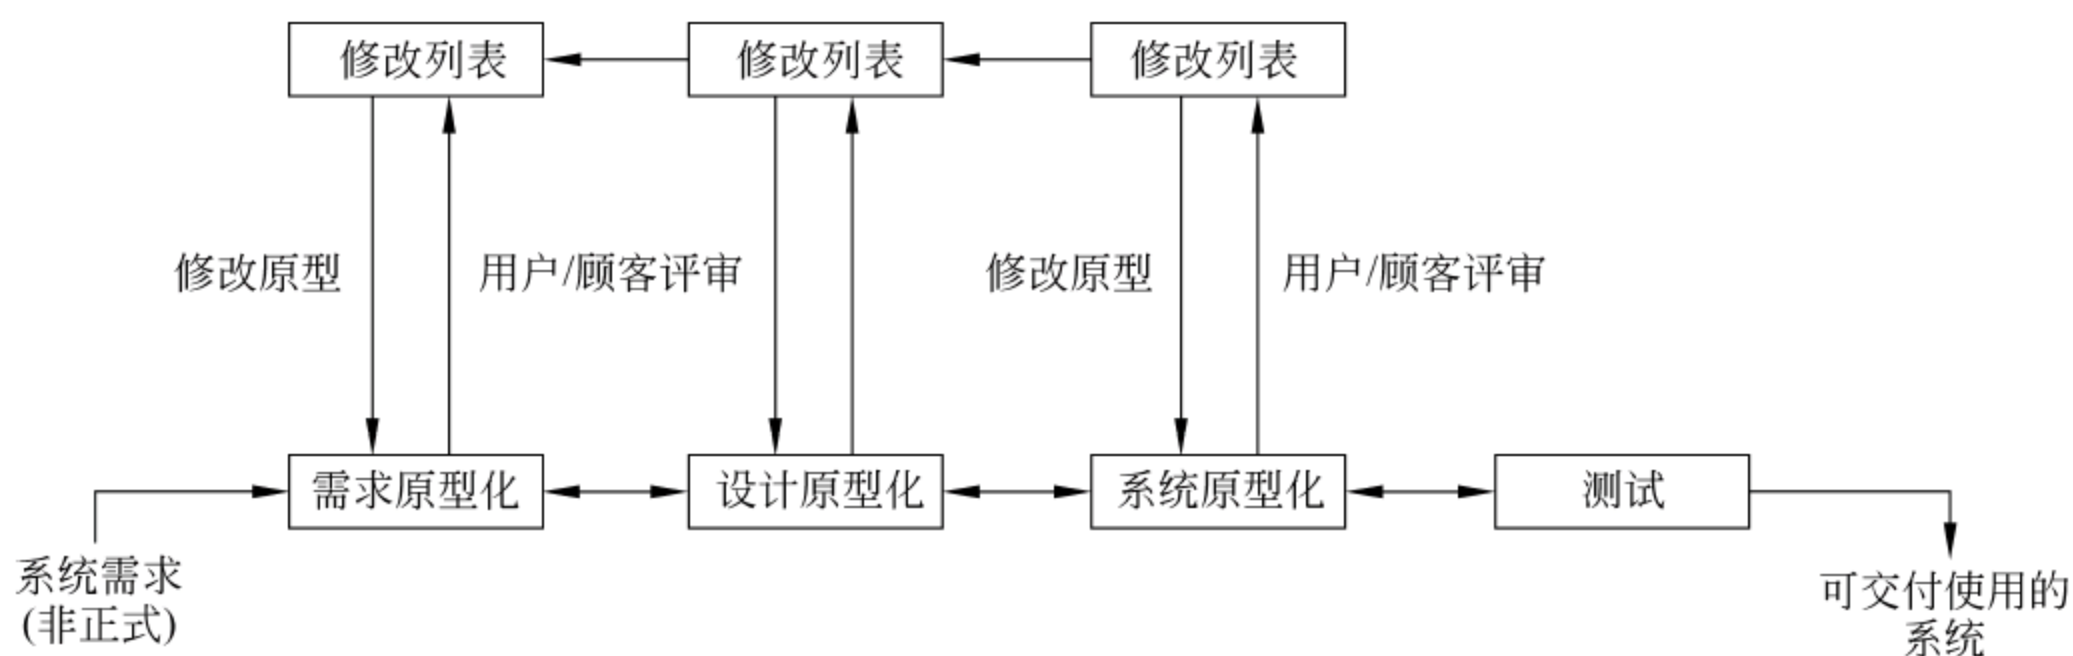 修改列表
修改列表
修改列表
修改原型
用户/顾客评审
修改原型
用户/顾客评审
需求原型化
设计原型化
系统原型化
测试
系统需求
(非正式)
可交付使用的
系统